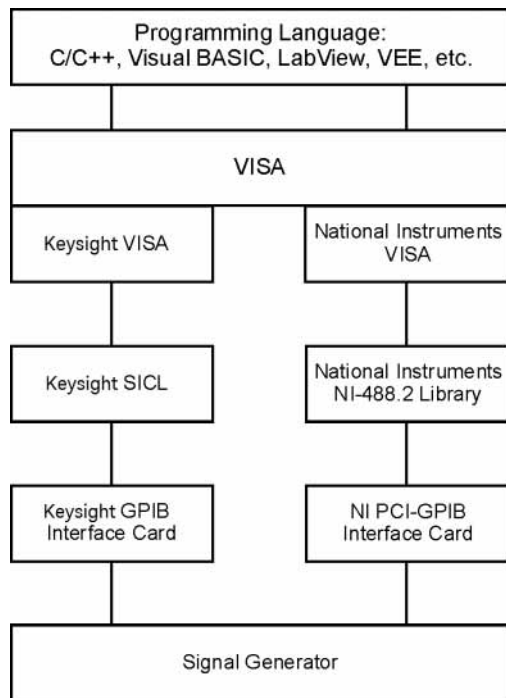 Programming Language:
C/C++, Visual BASIC, LabView, VEE, etc.
VISA
Keysight VISA
National Instruments
VISA
Keysight SICL
National Instruments
NI-488.2 Library
Keysight GPIB
Interface Card
NI PCI-GPIB
Interface Card
Signal Generator